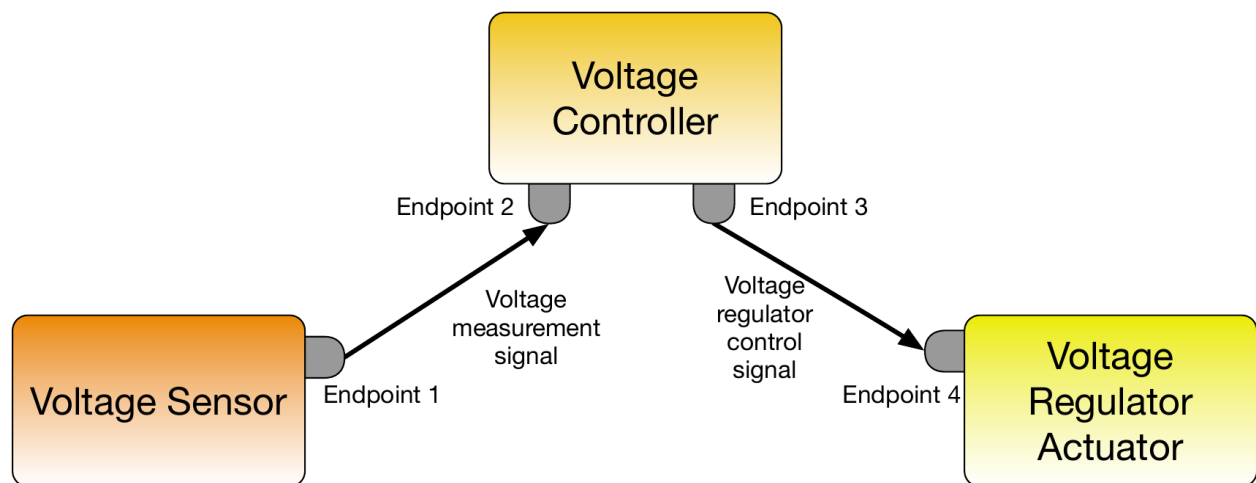 Voltage
Controller
Endpoint 2
Endpoint 3
Voltage
measurement
signal
Voltage
regulator
control
signal
Voltage Sensor
Endpoint 1
Endpoint 4
Voltage
Regulator
Actuator